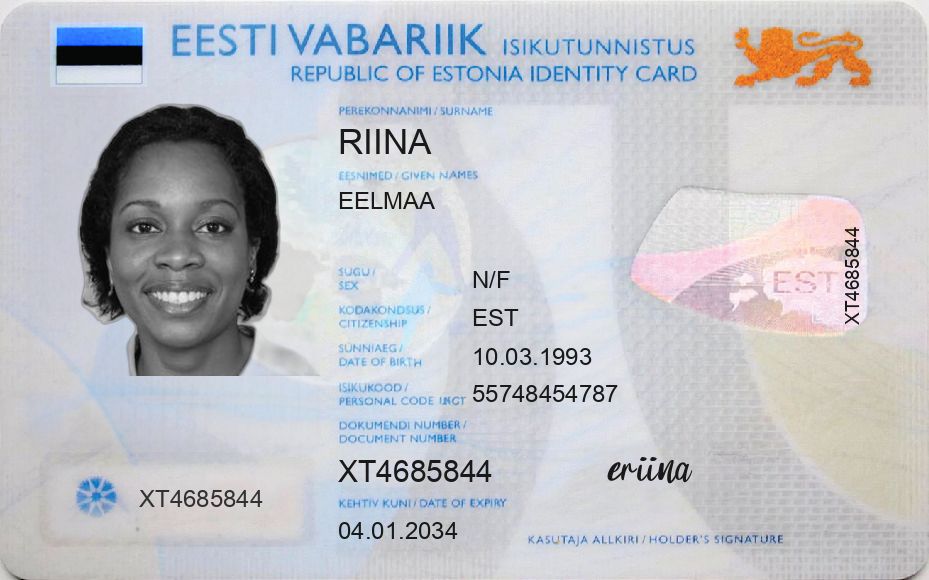 EESTI VABARIIK ISIKUTUNNISTUS
REPUBLIC OF ESTONIA IDENTITY CARD
PEREKONNANIMI / SURNAME
RIINA
EESNIMED / GIVEN NAMES
EELMAA
SUGU / SEX
N/F
KODAKONDSUS / CITIZENSHIP
EST
SÜNNIAEG / DATE OF BIRTH
10.03.1993
ISIKUKOOD / PERSONAL CODE
55748454787
DOKUMENDI NUMBER / DOCUMENT NUMBER
XT4685844
eriina
KEHTIV KUNI / DATE OF EXPIRY
04.01.2034
KASUTAJA ALLKIRI / HOLDER'S SIGNATURE
XT4685844
EST
XT4685844